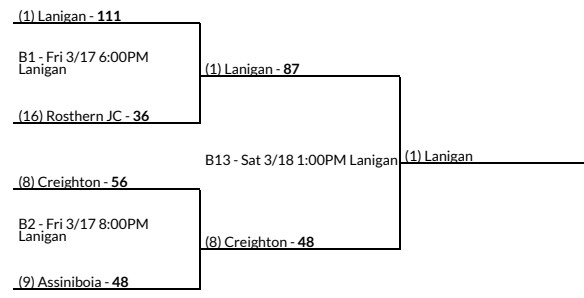 (1) Lanigan - 111
B1 - Fri 3/17 6:00PM
Lanigan
(1) Lanigan - 87
(16) Rosthern JC - 36
B13 - Sat 3/18 1:00PM Lanigan
(1) Lanigan
(8) Creighton - 56
B2 - Fri 3/17 8:00PM
Lanigan
(8) Creighton - 48
(9) Assiniboia - 48